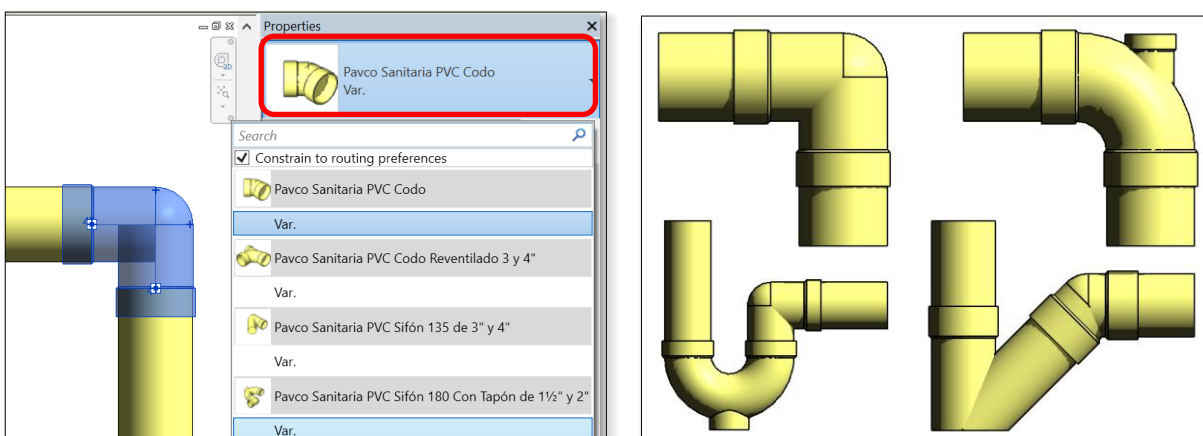 Properties
2D
Pavco Sanitaria PVC Codo
Var.
Search
Constrain to routing preferences
Pavco Sanitaria PVC Codo
Var.
Pavco Sanitaria PVC Codo Reventilado 3 y 4"
Var.
Pavco Sanitaria PVC Sifón 135 de 3" y 4"
Var.
Pavco Sanitaria PVC Sifón 180 Con Tapón de 1½" y 2"
Var.